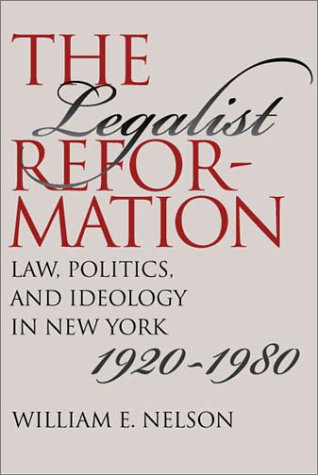 THE
Legalist
REFOR-
MATION
LAW, POLITICS,
AND IDEOLOGY
IN NEW YORK
1920-1980
WILLIAM E. NELSON